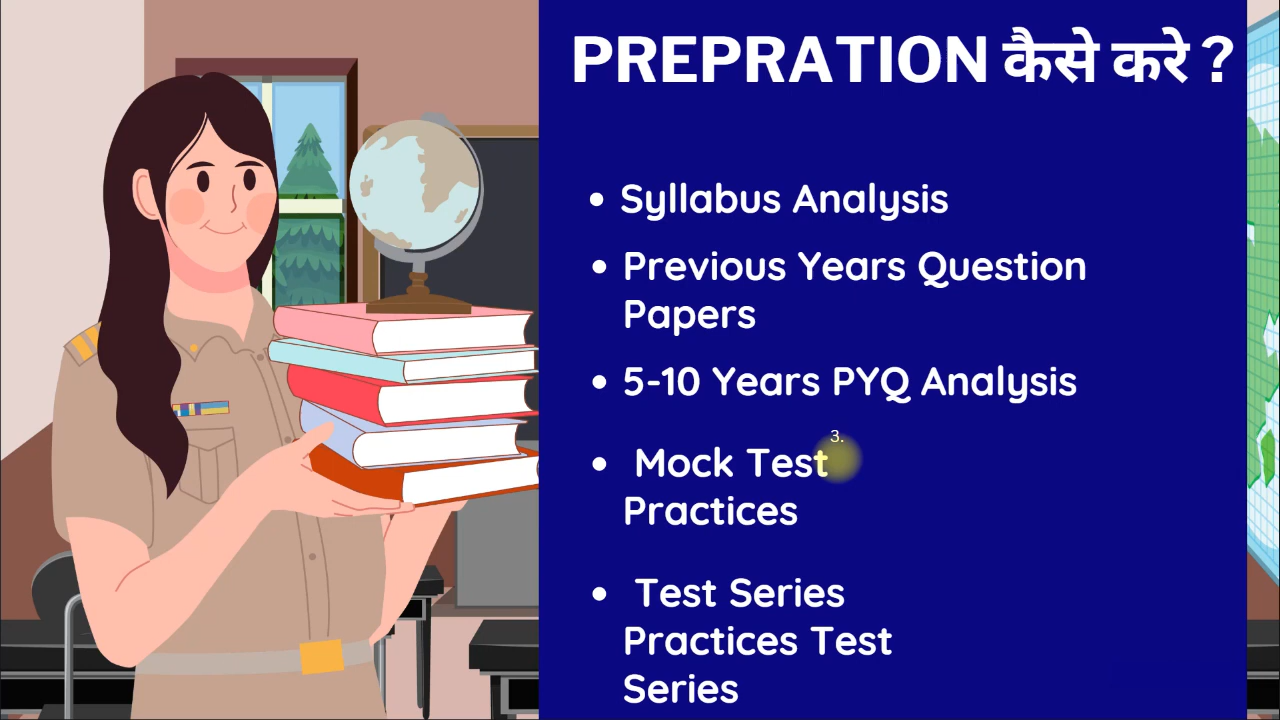 PREPRATION कैसे करे ?
• Syllabus Analysis
• Previous Years Question
Papers
• 5-10 Years PYQ Analysis
3.
• Mock Test
Practices
• Test Series
Practices Test
Series